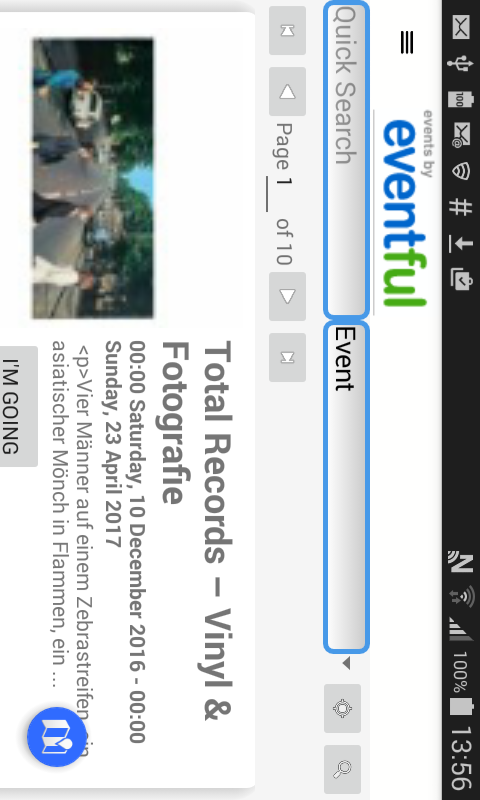 100% 13:56
events by
eventful
Quick Search
Event
Page 1 of 10
Total Records – Vinyl &
Fotografie
00:00 Saturday, 10 December 2016 - 00:00
Sunday, 23 April 2017
<p>Vier Männer auf einem Zebrastreifen, ein
asiatischer Mönch in Flammen, ein ...
I'M GOING